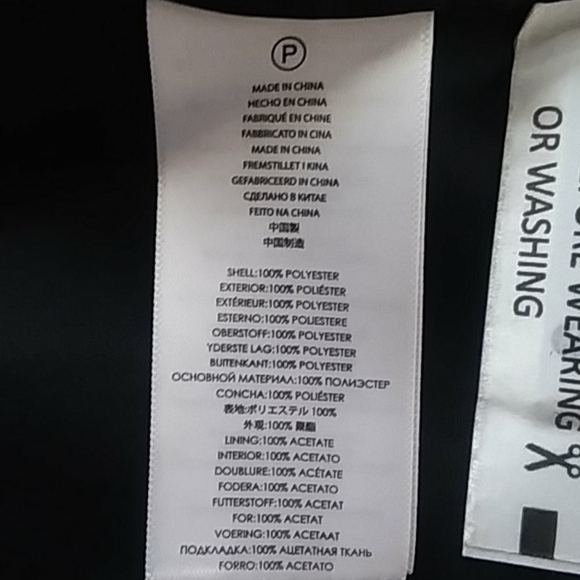 P
MADE IN CHINA
HECHO EN CHINA
FABRIQUÉ EN CHINE
FABBRICATO IN CINA
MADE IN CHINA
FREMSTILLET I KINA
GEFABRICEERD IN CHINA
СДЕЛАНО В КИТАЕ
FEITO NA CHINA
中国製
中国制造
SHELL:100% POLYESTER
EXTERIOR:100% POLIÉSTER
EXTÉRIEUR:100% POLYESTER
ESTERNO:100% POLIESTERE
OBERSTOFF:100% POLYESTER
YDERSTE LAG:100% POLYESTER
BUITENKANT:100% POLYESTER
ОСНОВНОЙ МАТЕРИАЛ:100% ПОЛИЭСТЕР
CONCHA:100% POLIÉSTER
表地:ポリエステル 100%
外观:100% 聚酯
LINING:100% ACETATE
INTERIOR:100% ACETATO
DOUBLURE:100% ACÉTATE
FODERA:100% ACETATO
FUTTERSTOFF:100% ACETAT
FOR:100% ACETAT
VOERING:100% ACETAAT
ПОДКЛАДКА:100% АЦЕТАТНАЯ ТКАНЬ
FORRO:100% ACETATO
WEARING
OR WASHING